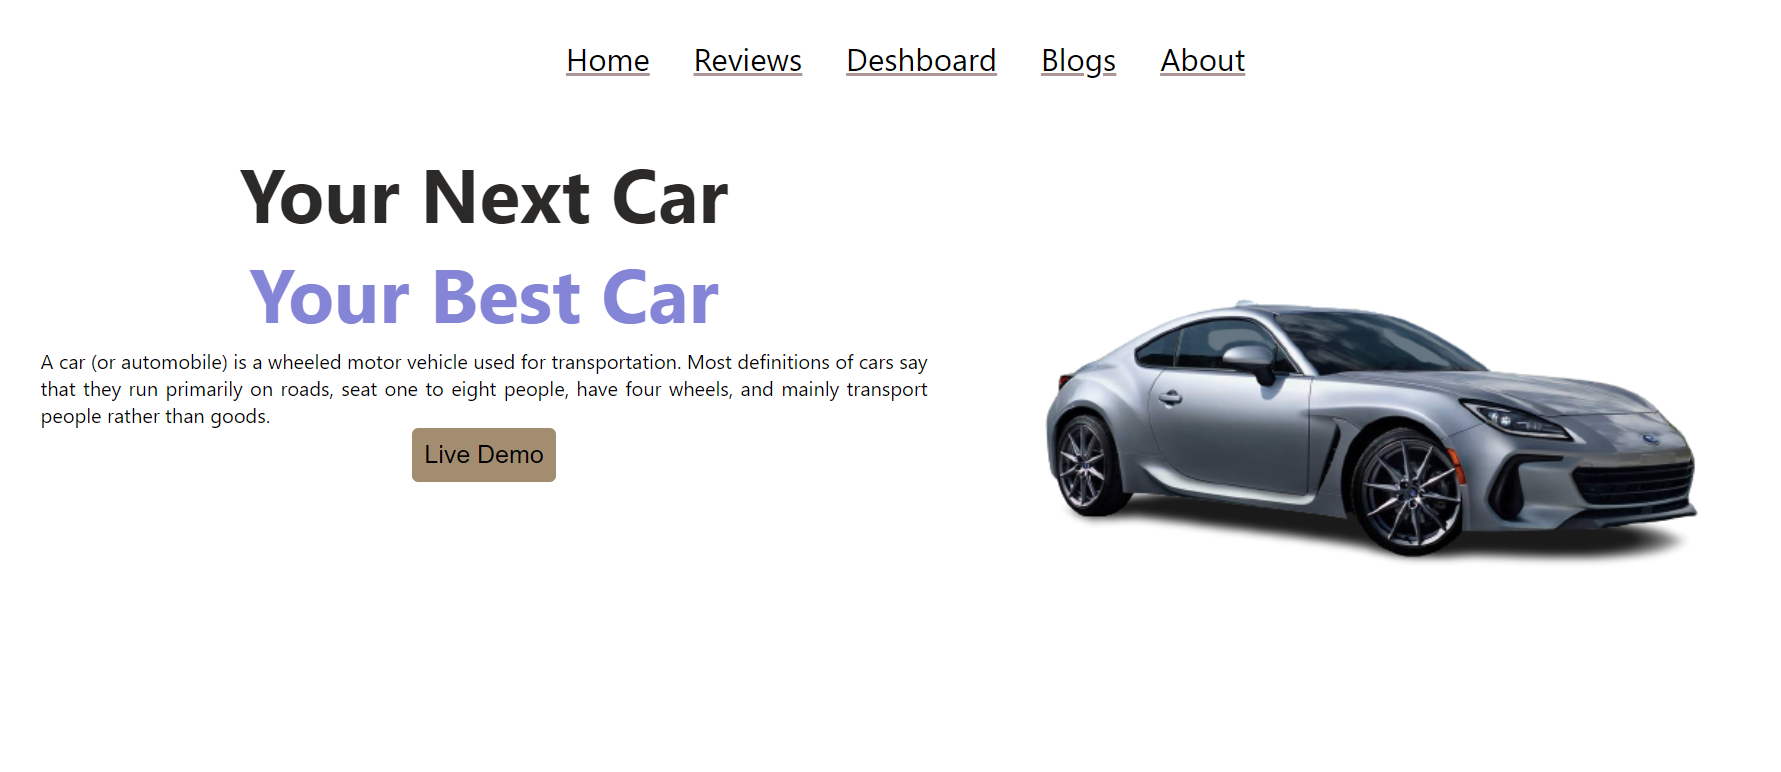 Home Reviews Deshboard Blogs About
Your Next Car
Your Best Car
A car (or automobile) is a wheeled motor vehicle used for transportation. Most definitions of cars say
that they run primarily on roads, seat one to eight people, have four wheels, and mainly transport
people rather than goods.
Live Demo